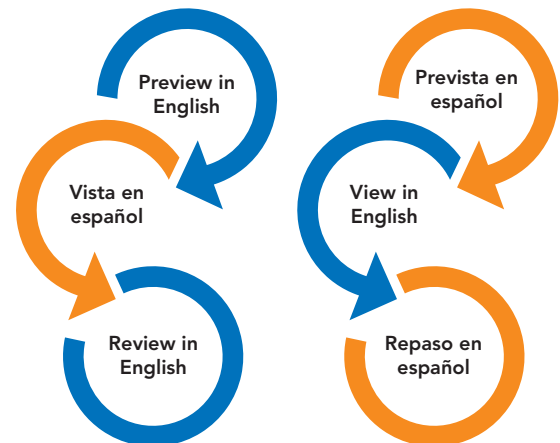 Preview in
English
Vista en
español
Review in
English
Prevista en
español
View in
English
Repaso en
español